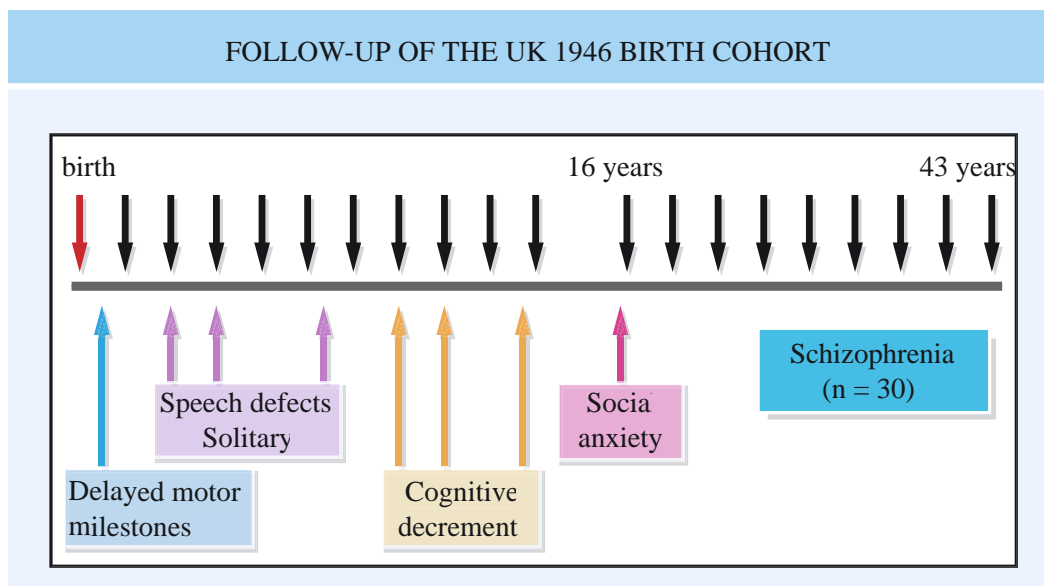 FOLLOW-UP OF THE UK 1946 BIRTH COHORT
birth
16 years
43 years
Schizophrenia
(n = 30)
Speech defects
Solitary
Social
anxiety
Delayed motor
milestones
Cognitive
decrement